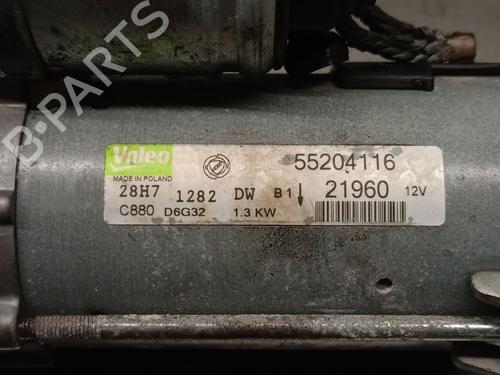 B-PARTS
Valeo
MADE IN POLAND
55204116
28H7 1282 DW B1 21960 12V
C880 D6G32 1.3 KW